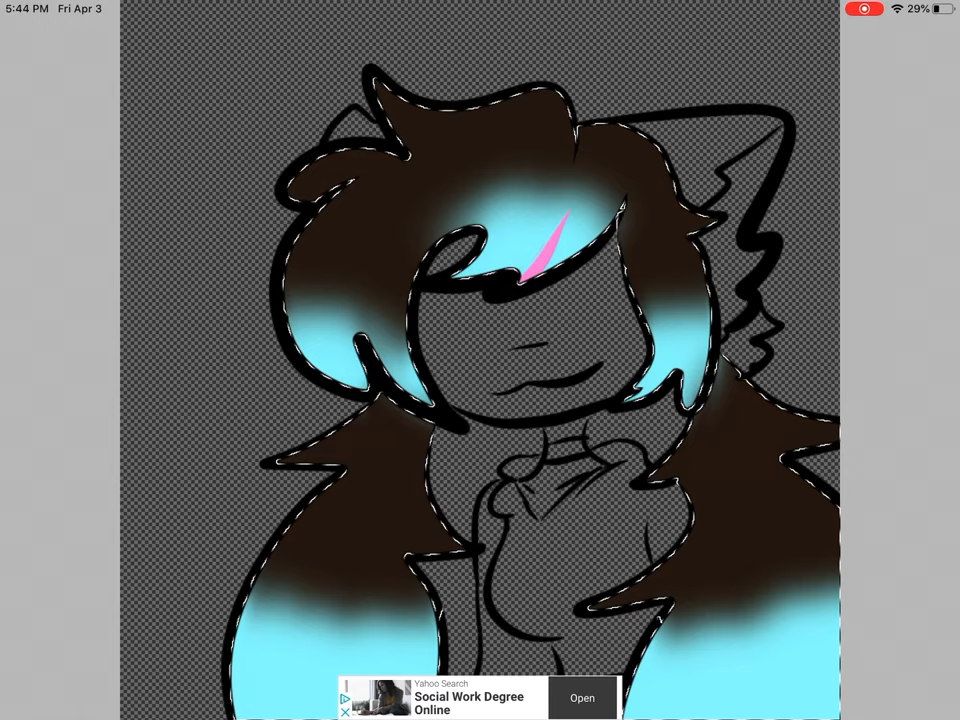 5:44 PM Fri Apr 3
29%
Yahoo Search
Social Work Degree
Online
Open